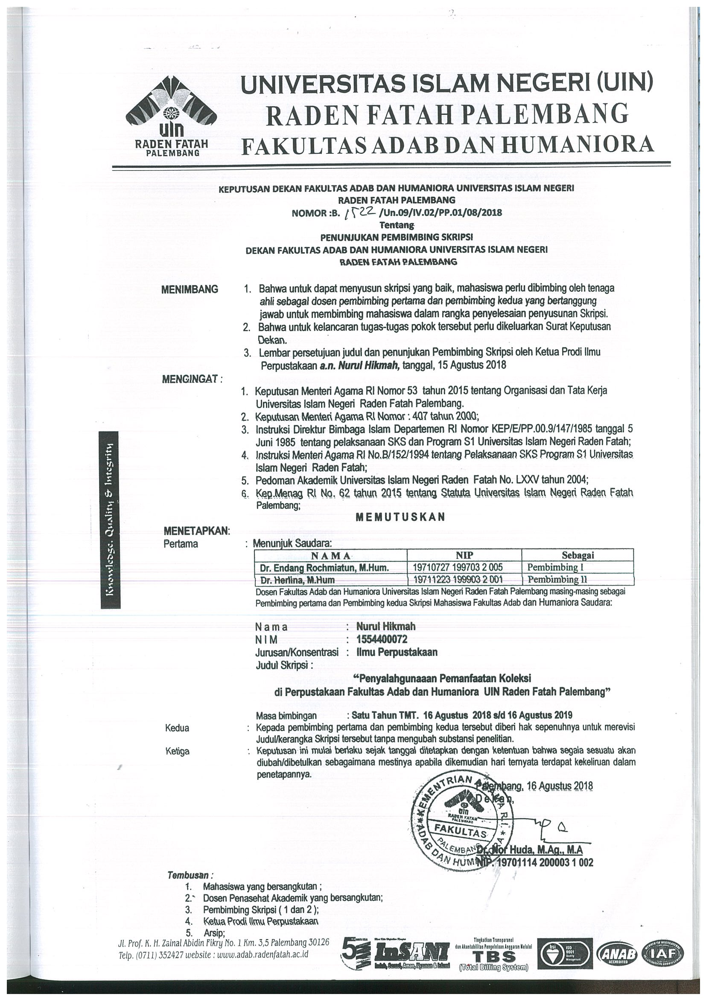 UNIVERSITAS ISLAM NEGERI (UIN)
RADEN FATAH PALEMBANG
FAKULTAS ADAB DAN HUMANIORA
uin
RADEN FATAH
PALEMBANG
KEPUTUSAN DEKAN FAKULTAS ADAB DAN HUMANIORA UNIVERSITAS ISLAM NEGERI
RADEN FATAH PALEMBANG
NOMOR :B. 1522 /Un.09/IV.02/PP.01/08/2018
Tentang
PENUNJUKAN PEMBIMBING SKRIPSI
DEKAN FAKULTAS ADAB DAN HUMANIORA UNIVERSITAS ISLAM NEGERI
RADEN FATAH PALEMBANG
MENIMBANG 1. Bahwa untuk dapat menyusun skripsi yang baik, mahasiswa perlu dibimbing oleh tenaga
ahli sebagal dosen pembimbing pertama dan pembimbing kedua yang bertanggung
jawab untuk membimbing mahasiswa dalam rangka penyelesaian penyusunan Skripsi.
2. Bahwa untuk kelancaran tugas-tugas pokok tersebut perlu dikeluarkan Surat Keputusan
Dekan.
3. Lembar persetujuan judul dan penunjukan Pembimbing Skripsi oleh Ketua Prodi Ilmu
Perpustakaan a.n. Nurul Hikmah, tanggal, 15 Agustus 2018
MENGINGAT :
1. Keputusan Menteri Agama RI Nomor 53 tahun 2015 tentang Organisasi dan Tata Kerja
Universitas Islam Negeri Raden Fatah Palembang.
2. Keputusan Menteri Agama RI Nomor : 407 tahun 2000;
3. Instruksi Direktur Bimbaga Islam Departemen RI Nomor KEP/E/PP.00.9/147/1985 tanggal 5
Juni 1985 tentang pelaksanaan SKS dan Program S1 Universitas Islam Negeri Raden Fatah;
4. Instruksi Menteri Agama RI No.B/152/1994 tentang Pelaksanaan SKS Program S1 Universitas
Islam Negeri Raden Fatah;
5. Pedoman Akademik Universitas Islam Negeri Raden Fatah No. LXXV tahun 2004;
6. Kep.Menag RI No. 62 tahun 2015 tentang Statuta Universitas Islam Negeri Raden Fatah
Palembang;
Knowledge, Quality & Integrity
MEMUTUSKAN
MENETAPKAN:
Pertama : Menunjuk Saudara:
N A M A NIP Sebagai
Dr. Endang Rochmiatun, M.Hum. 19710727 199703 2 005 Pembimbing I
Dr. Herlina, M.Hum 19711223 199903 2 001 Pembimbing II
Dosen Fakultas Adab dan Humaniora Universitas Islam Negeri Raden Fatah Palembang masing-masing sebagai
Pembimbing pertama dan Pembimbing kedua Skripsi Mahasiswa Fakultas Adab dan Humaniora Saudara:
N a m a : Nurul Hikmah
N I M : 1554400072
Jurusan/Konsentrasi : Ilmu Perpustakaan
Judul Skripsi :
“Penyalahgunaaan Pemanfaatan Koleksi
di Perpustakaan Fakultas Adab dan Humaniora UIN Raden Fatah Palembang”
Masa bimbingan : Satu Tahun TMT. 16 Agustus 2018 s/d 16 Agustus 2019
Kedua : Kepada pembimbing pertama dan pembimbing kedua tersebut diberi hak sepenuhnya untuk merevisi
Judul/kerangka Skripsi tersebut tanpa mengubah substansi penelitian.
Ketiga : Keputusan ini mulai berlaku sejak tanggal ditetapkan dengan ketentuan bahwa segala sesuatu akan
diubah/dibetulkan sebagaimana mestinya apabila dikemudian hari ternyata terdapat kekeliruan dalam
penetapannya.
Palembang, 16 Agustus 2018
D e k a n,
KEMENTRIAN AGAMA R.I.
uin
RADEN FATAH
PALEMBANG
FAKULTAS
PALEMBANG
ADAB DAN HUMANIORA
Dr. Nor Huda, M.Ag., M.A
NIP. 19701114 200003 1 002
Tembusan :
1. Mahasiswa yang bersangkutan ;
2. Dosen Penasehat Akademik yang bersangkutan;
3. Pembimbing Skripsi ( 1 dan 2 );
4. Ketua Prodi Ilmu Perpustakaan
5. Arsip;
Jl. Prof. K. H. Zainal Abidin Fikry No. 1 Km. 3,5 Palembang 30126
Telp. (0711) 352427 website : www.adab.radenfatah.ac.id
5
InSANI
Indah, Sehat, Aman, Nyaman & Islami
Tingkatkan Transparansi
dan Akuntabilitas Pengelolaan Anggaran Melalui
TBS
(Total Billing System)
bsi
ISO
9001
Quality
Management
ANAB
ACCREDITED
IAF